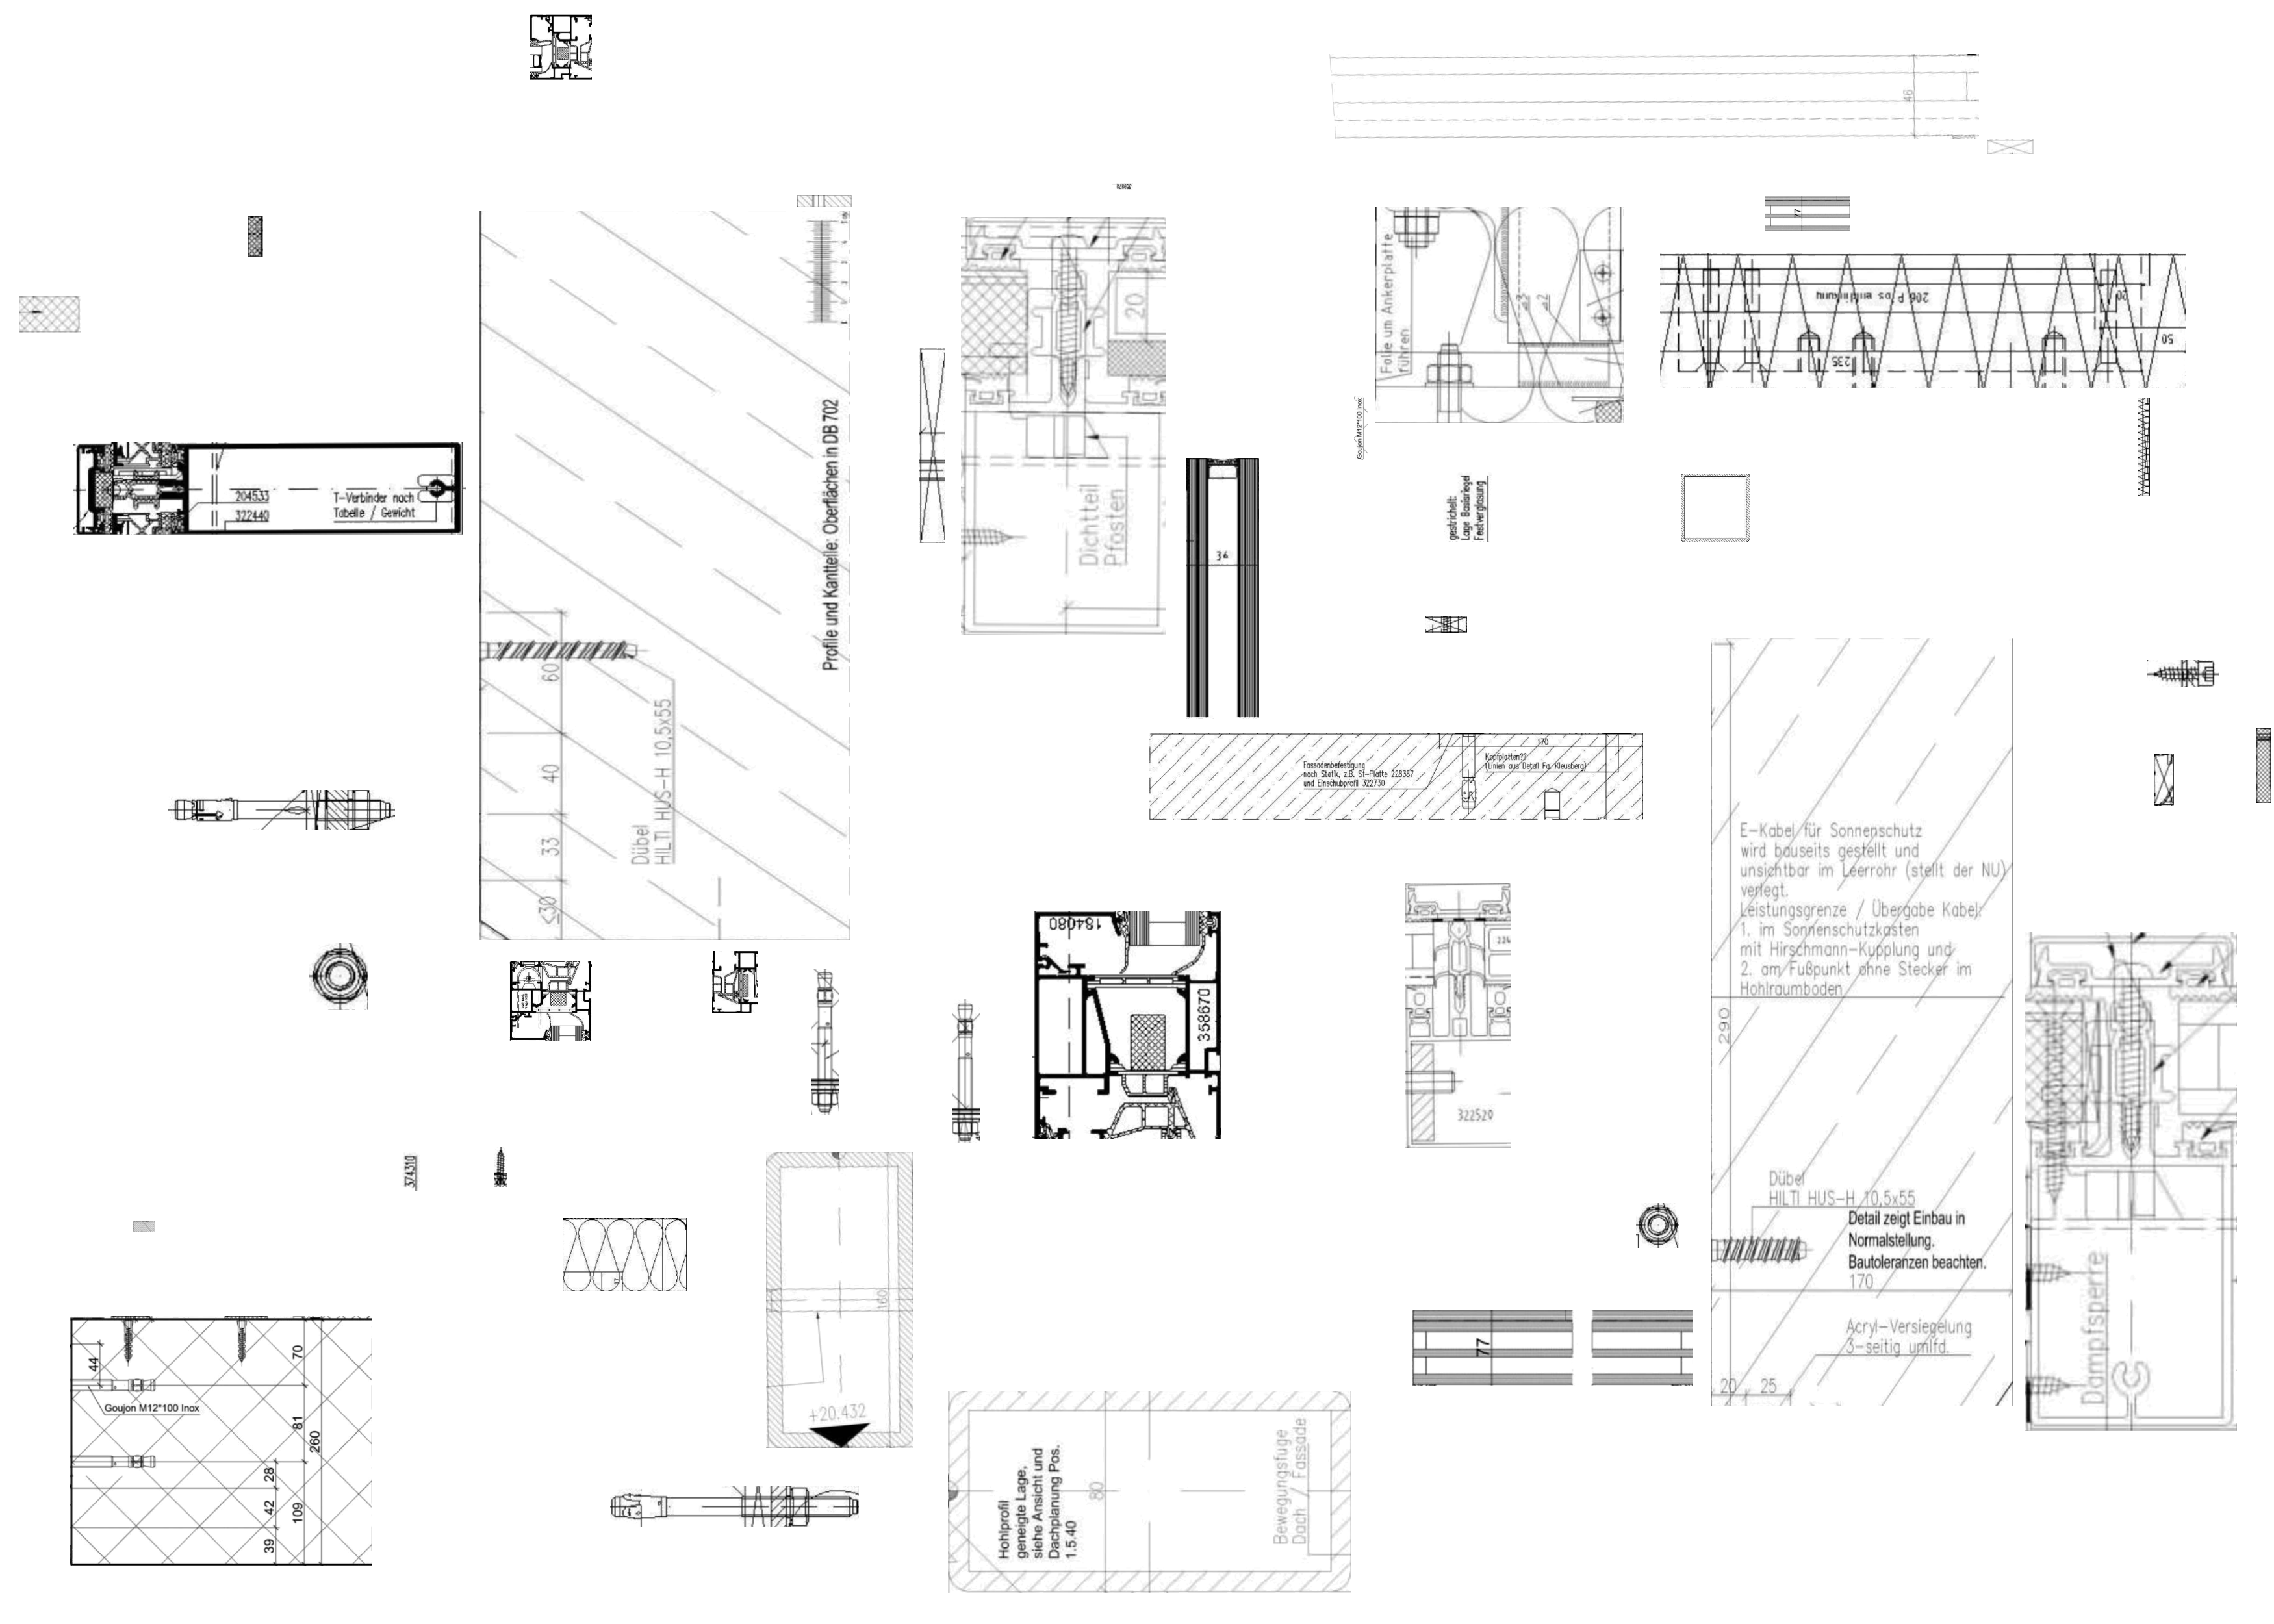 46
77
206 Pfostendichtung
20
50
235
Folie um Ankerplatte
führen
20
Dichtteil
Pfosten
Profile und Kantteile: Oberflächen in DB 702
Goujon M12*100 Inox
gestrichelt:
Lage Basisriegel
Festverglasung
204533
322440
T-Verbinder nach
Tabelle / Gewicht
34
60
40
33
≤30
Dübel
HILTI HUS-H 10,5x55
170
Fassadenbefestigung
nach Statik, z.B. St-Platte 228387
und Einschubprofil 322730
Kopfplatten??
(Linien aus Detail Fa. Kleusberg)
E-Kabel für Sonnenschutz
wird bauseits gestellt und
unsichtbar im Leerrohr (stellt der NU)
verlegt.
Leistungsgrenze / Übergabe Kabel:
1. im Sonnenschutzkasten
mit Hirschmann-Kupplung und
2. am Fußpunkt ohne Stecker im
Hohlraumboden
290
Dübel
HILTI HUS-H 10,5x55
Detail zeigt Einbau in
Normalstellung.
Bautoleranzen beachten.
170
Acryl-Versiegelung
3-seitig umlfd.
20
25
184080
358670
322520
Dampfsperre
374310
160
+20.432
77
44
70
Goujon M12*100 Inox
81
260
28
42
109
39
Hohlprofil
geneigte Lage,
siehe Ansicht und
Dachplanung Pos.
1.5.40
80
Bewegungsfuge
Dach / Fassade